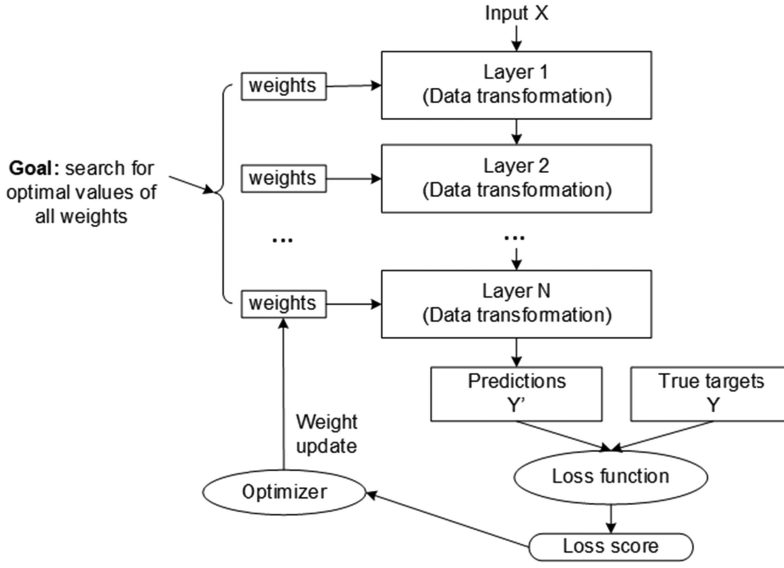 Input X
weights
Layer 1
(Data transformation)
Goal: search for
optimal values of
all weights
weights
Layer 2
(Data transformation)
...
...
weights
Layer N
(Data transformation)
Predictions
Y'
True targets
Y
Weight
update
Optimizer
Loss function
Loss score